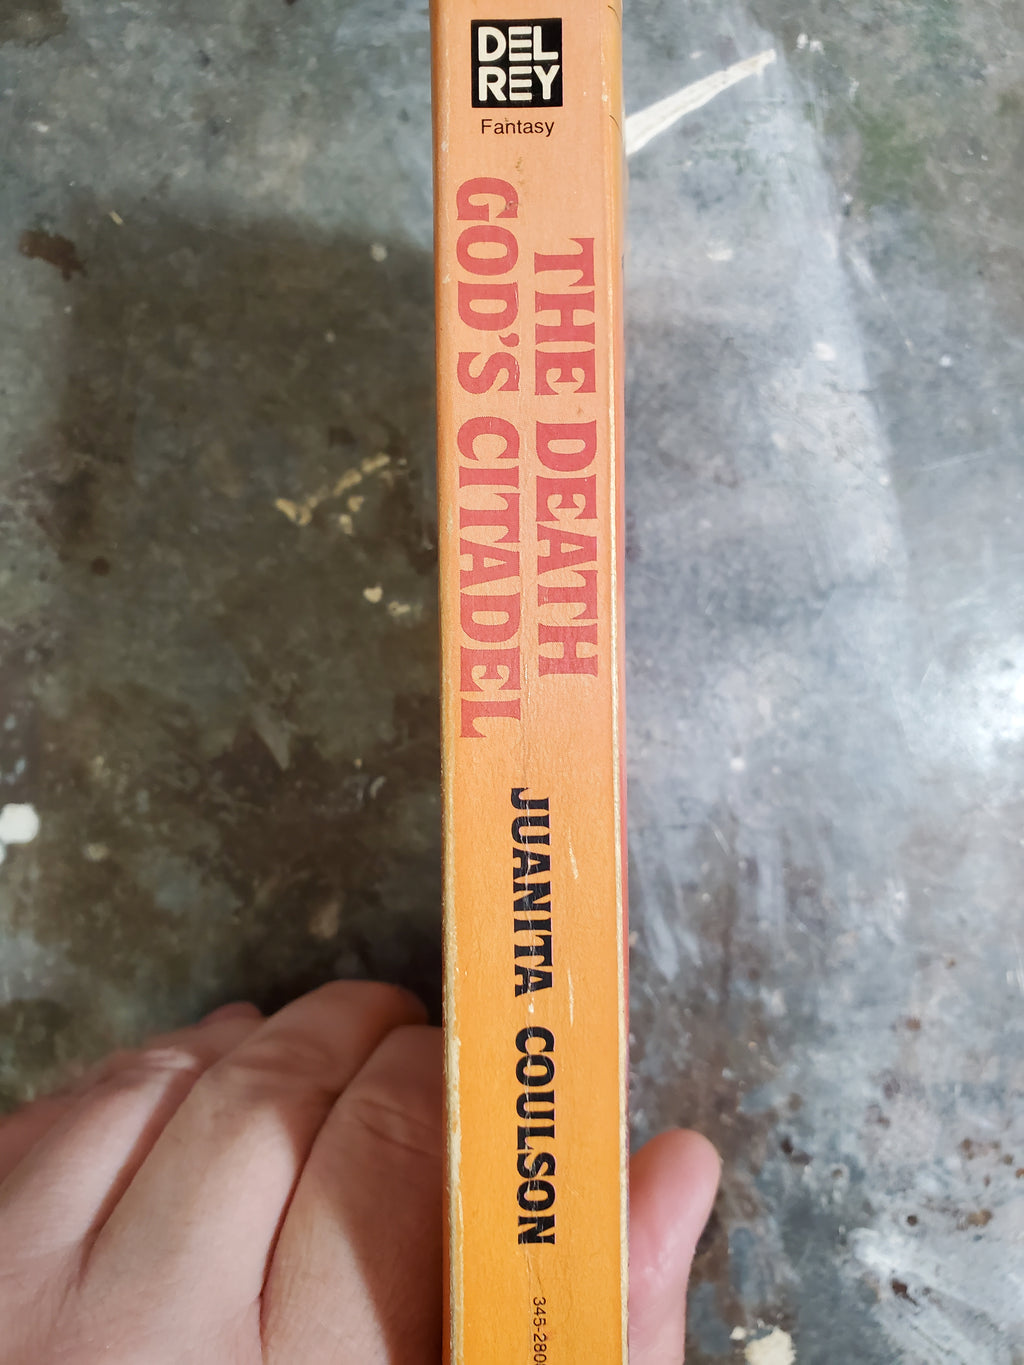 DEL
REY
Fantasy
THE DEATH
GOD'S CITADEL
JUANITA COULSON